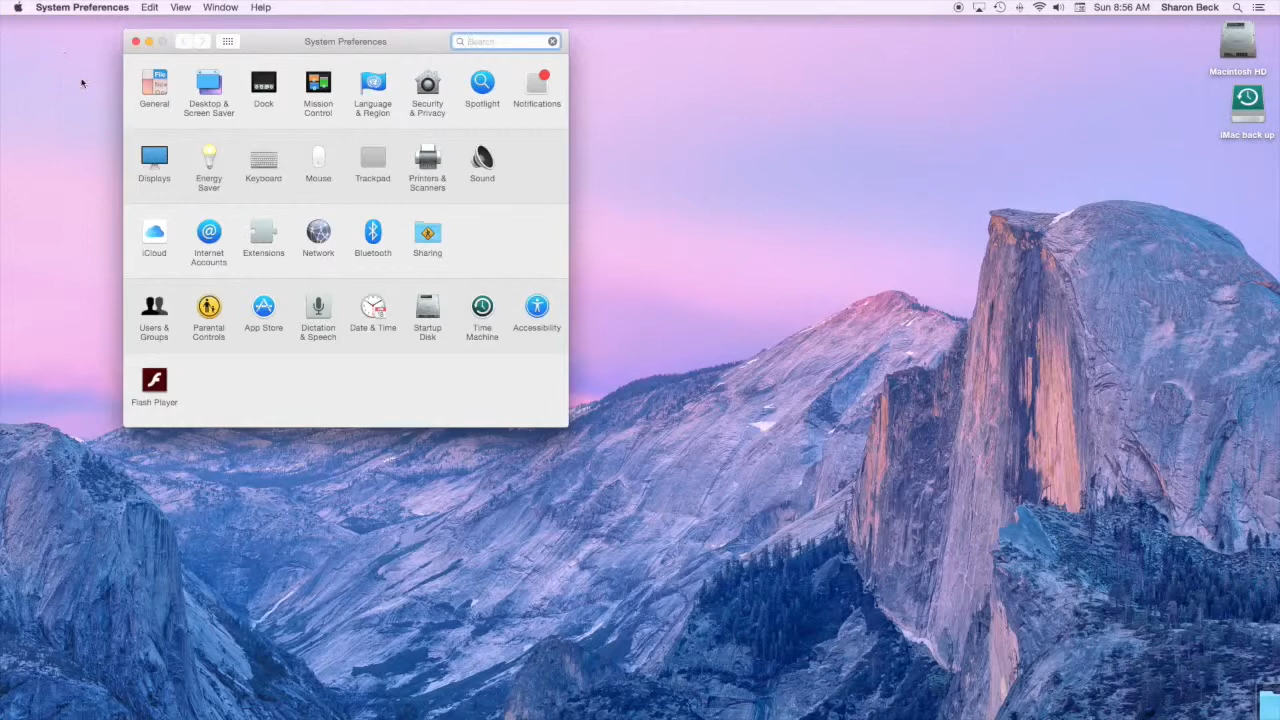 System Preferences Edit View Window Help Sun 8:56 AM Sharon Beck
System Preferences
Search
General
Desktop &
Screen Saver
Dock
Mission
Control
Language
& Region
Security
& Privacy
Spotlight
Notifications
Displays
Energy
Saver
Keyboard
Mouse
Trackpad
Printers &
Scanners
Sound
iCloud
Internet
Accounts
Extensions
Network
Bluetooth
Sharing
Users &
Groups
Parental
Controls
App Store
Dictation
& Speech
Date & Time
Startup
Disk
Time
Machine
Accessibility
Flash Player
Macintosh HD
iMac back up